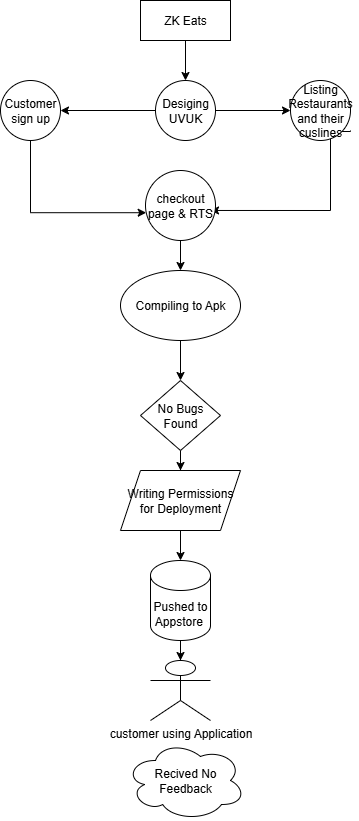 ZK Eats
Customer
sign up
Desiging
UVUK
Listing
Restaurants
and their
cuslines
checkout
page & RTS
Compiling to Apk
No Bugs
Found
Writing Permissions
for Deployment
Pushed to
Appstore
customer using Application
Recived No
Feedback